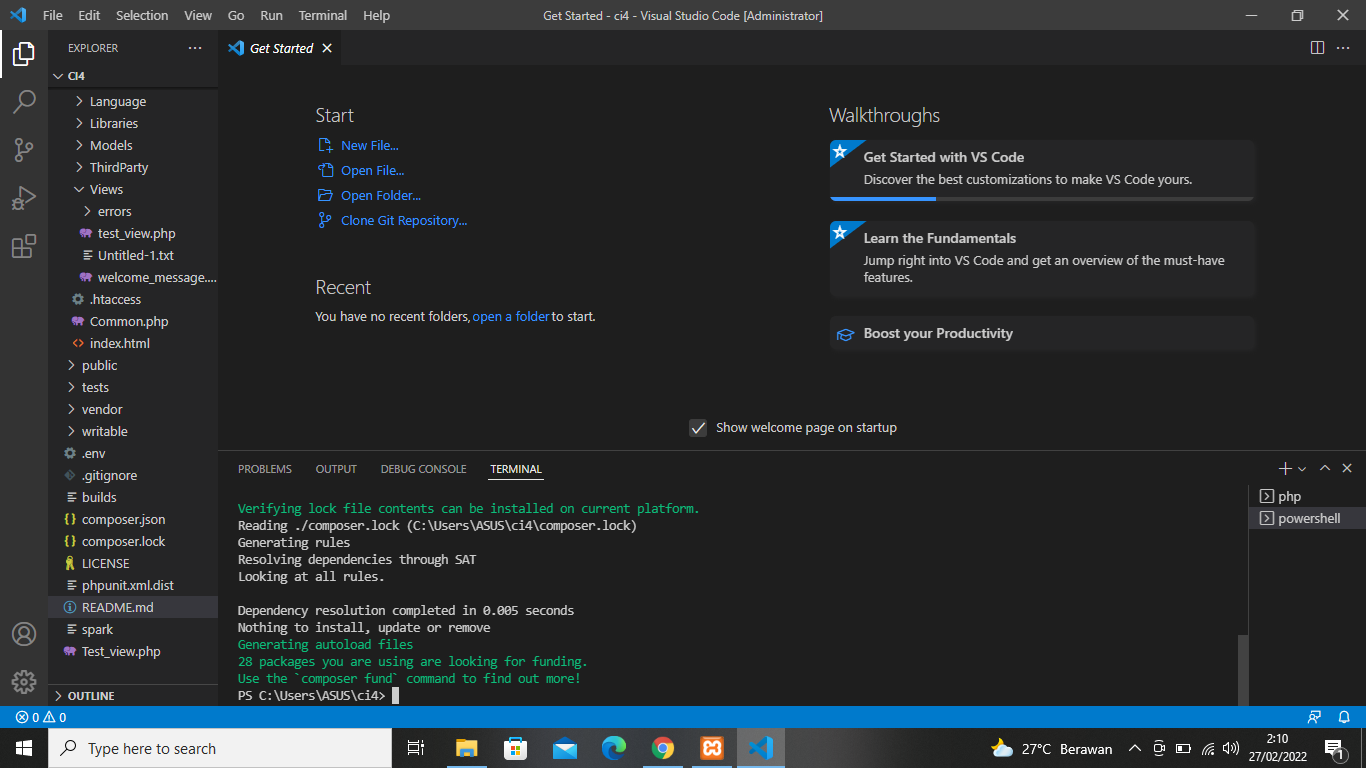 File Edit Selection View Go Run Terminal Help
Get Started - ci4 - Visual Studio Code [Administrator]
EXPLORER
CI4
Language
Libraries
Models
ThirdParty
Views
errors
test_view.php
Untitled-1.txt
welcome_message....
.htaccess
Common.php
index.html
public
tests
vendor
writable
.env
.gitignore
builds
composer.json
composer.lock
LICENSE
phpunit.xml.dist
README.md
spark
Test_view.php
OUTLINE
Get Started
Start
New File...
Open File...
Open Folder...
Clone Git Repository...
Recent
You have no recent folders, open a folder to start.
Walkthroughs
Get Started with VS Code
Discover the best customizations to make VS Code yours.
Learn the Fundamentals
Jump right into VS Code and get an overview of the must-have
features.
Boost your Productivity
Show welcome page on startup
PROBLEMS OUTPUT DEBUG CONSOLE TERMINAL
Verifying lock file contents can be installed on current platform.
Reading ./composer.lock (C:\Users\ASUS\ci4\composer.lock)
Generating rules
Resolving dependencies through SAT
Looking at all rules.
Dependency resolution completed in 0.005 seconds
Nothing to install, update or remove
Generating autoload files
28 packages you are using are looking for funding.
Use the `composer fund` command to find out more!
PS C:\Users\ASUS\ci4>
php
powershell
0 0
Type here to search
27°C Berawan
2:10
27/02/2022
1